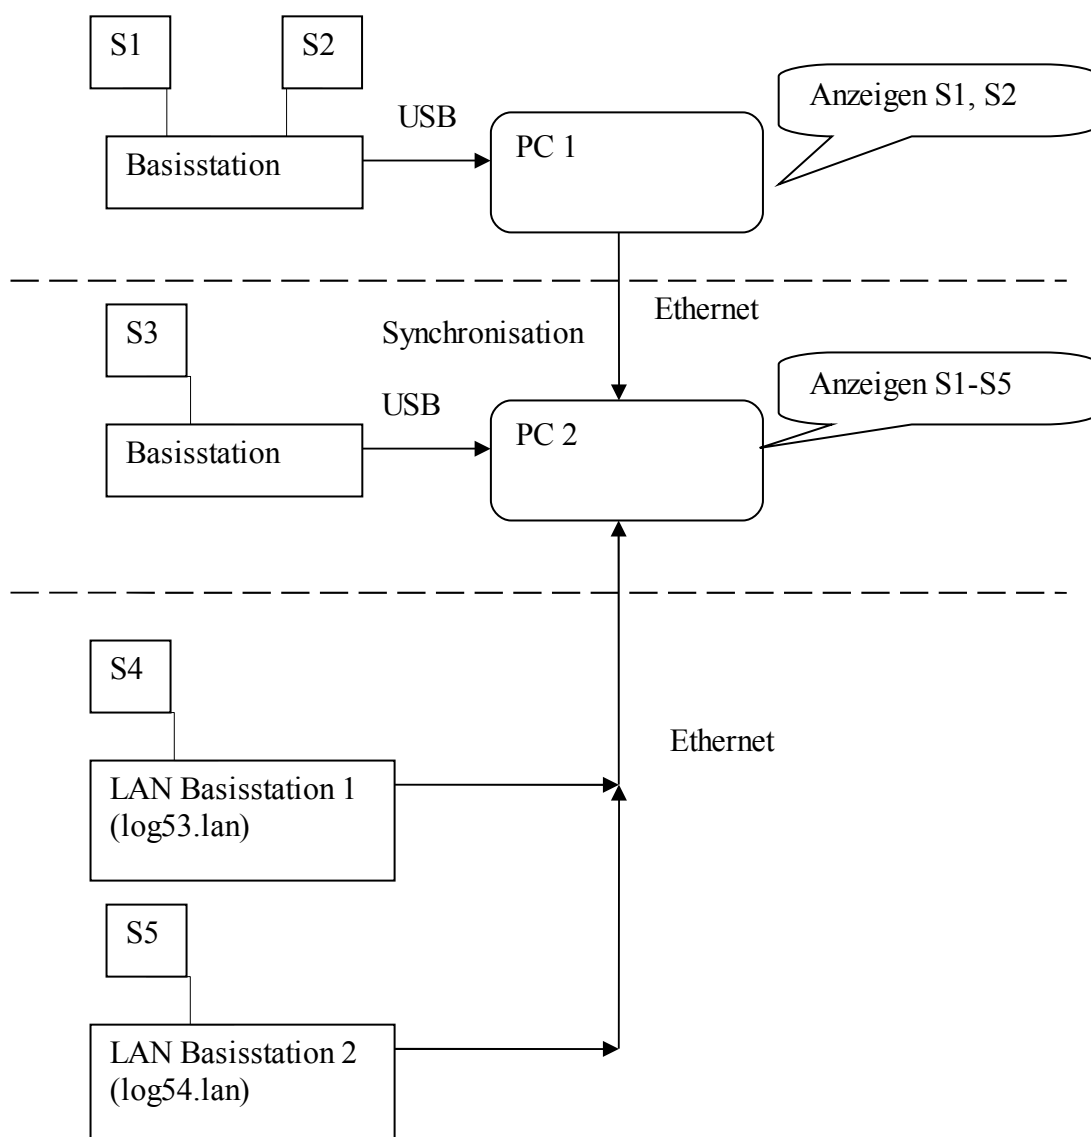 S1
S2
Anzeigen S1, S2
USB
PC 1
Basisstation
S3
Synchronisation
Ethernet
Anzeigen S1-S5
USB
PC 2
Basisstation
S4
Ethernet
LAN Basisstation 1
(log53.lan)
S5
LAN Basisstation 2
(log54.lan)